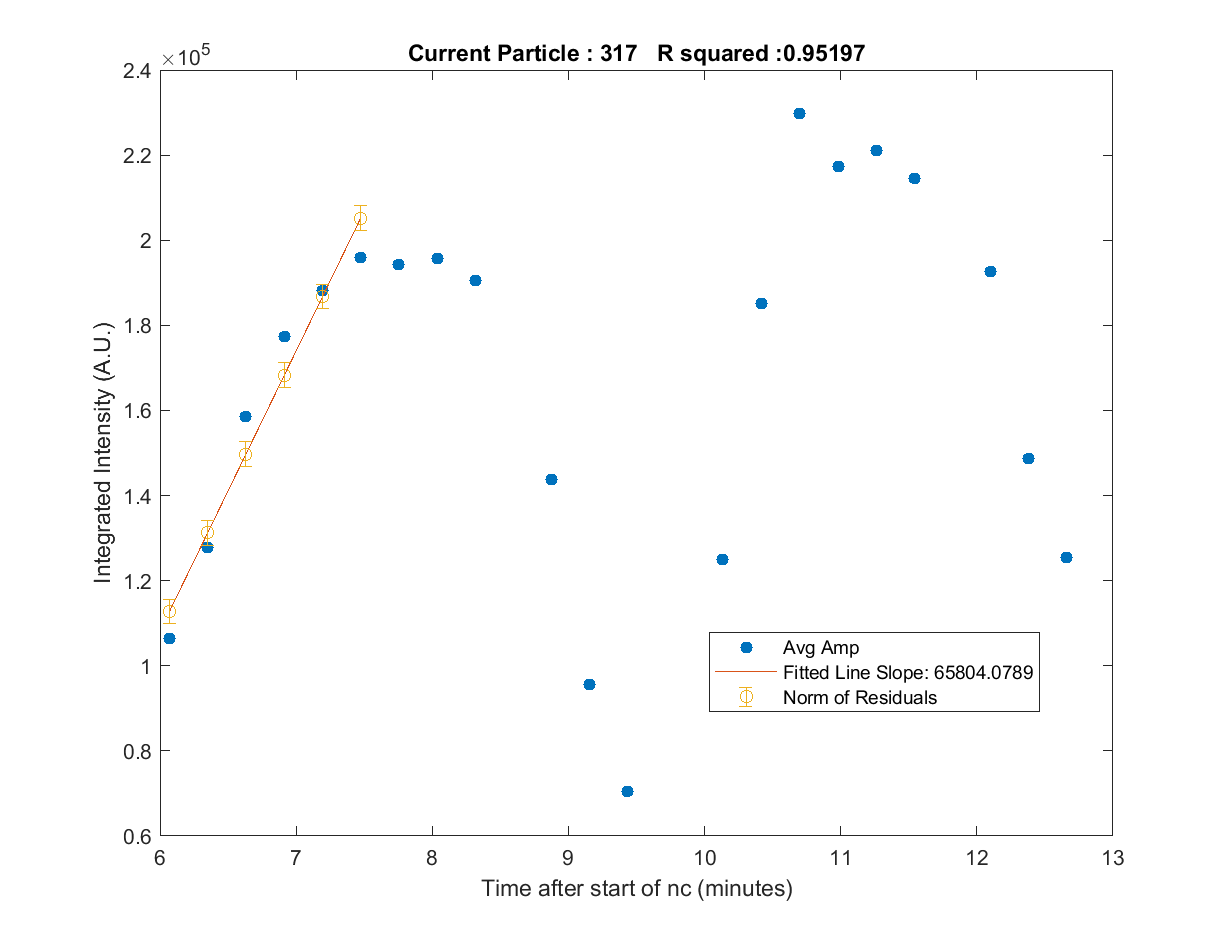 Current Particle : 317   R squared :0.95197
×10^5
2.4
2.2
2
1.8
1.6
1.4
1.2
1
0.8
0.6
Integrated Intensity (A.U.)
Avg Amp
Fitted Line Slope: 65804.0789
Norm of Residuals
6 7 8 9 10 11 12 13
Time after start of nc (minutes)